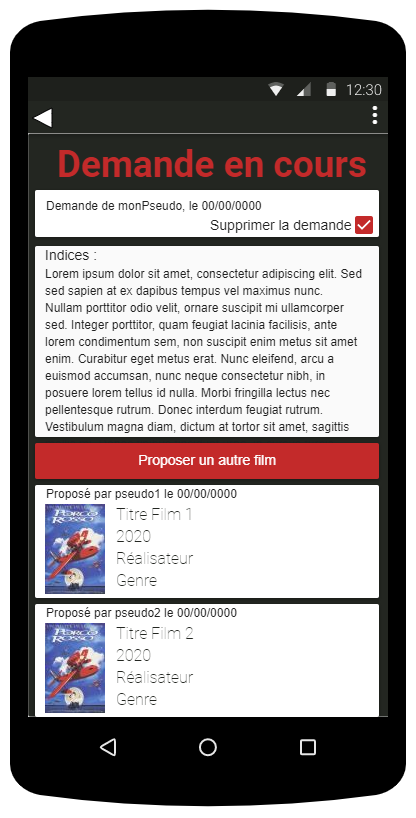 12:30
Demande en cours
Demande de monPseudo, le 00/00/0000
Supprimer la demande
Indices :
Lorem ipsum dolor sit amet, consectetur adipiscing elit. Sed
sed sapien at ex dapibus tempus vel maximus nunc.
Nullam porttitor odio velit, ornare suscipit mi ullamcorper
sed. Integer porttitor, quam feugiat lacinia facilisis, ante
lorem condimentum sem, non suscipit enim metus sit amet
enim. Curabitur eget metus erat. Nunc eleifend, arcu a
euismod accumsan, nunc neque consectetur nibh, in
posuere lorem tellus id nulla. Morbi fringilla lectus nec
pellentesque rutrum. Donec interdum feugiat rutrum.
Vestibulum magna diam, dictum at tortor sit amet, sagittis
Proposer un autre film
Proposé par pseudo1 le 00/00/0000
PORCO
ROSSO
Titre Film 1
2020
Réalisateur
Genre
Proposé par pseudo2 le 00/00/0000
PORCO
ROSSO
Titre Film 2
2020
Réalisateur
Genre